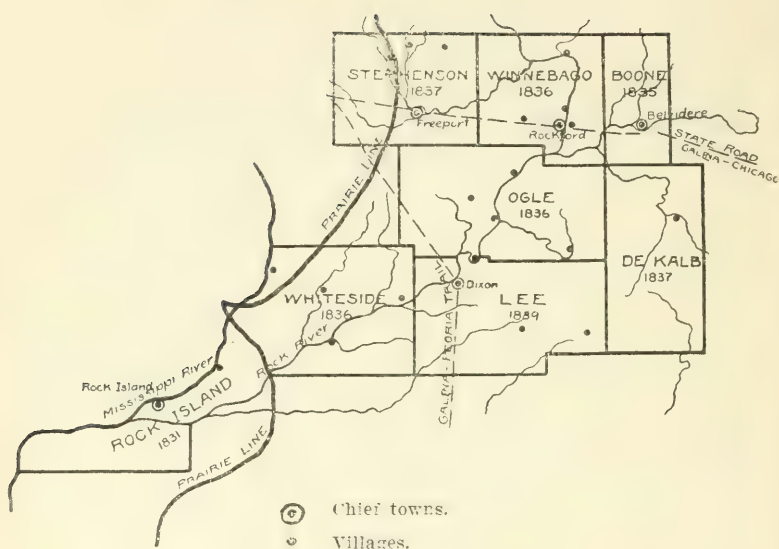 STEPHENSON
1837
WINNEBAGO
1836
BOONE
1835
Freeport
Rockford
Belvidere
STATE ROAD
GALENA-CHICAGO
PRAIRIE LINE
OGLE
1836
DE KALB
1837
WHITESIDE
1836
Dixon
LEE
1839
GALENA-PEORIA TRAIL
Rock River
Rock Island
Mississippi River
ROCK ISLAND
1831
PRAIRIE LINE
Chief towns.
Villages.